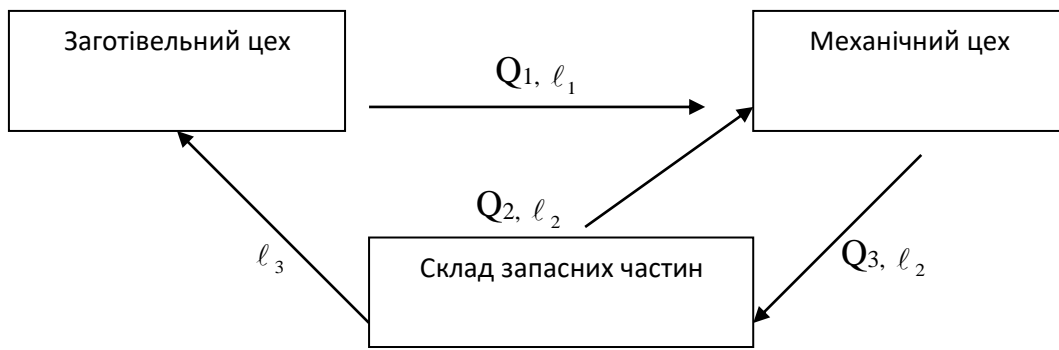 Заготівельний цех
Механічний цех
Q1, ℓ1
Q2, ℓ2
ℓ3
Склад запасних частин
Q3, ℓ2